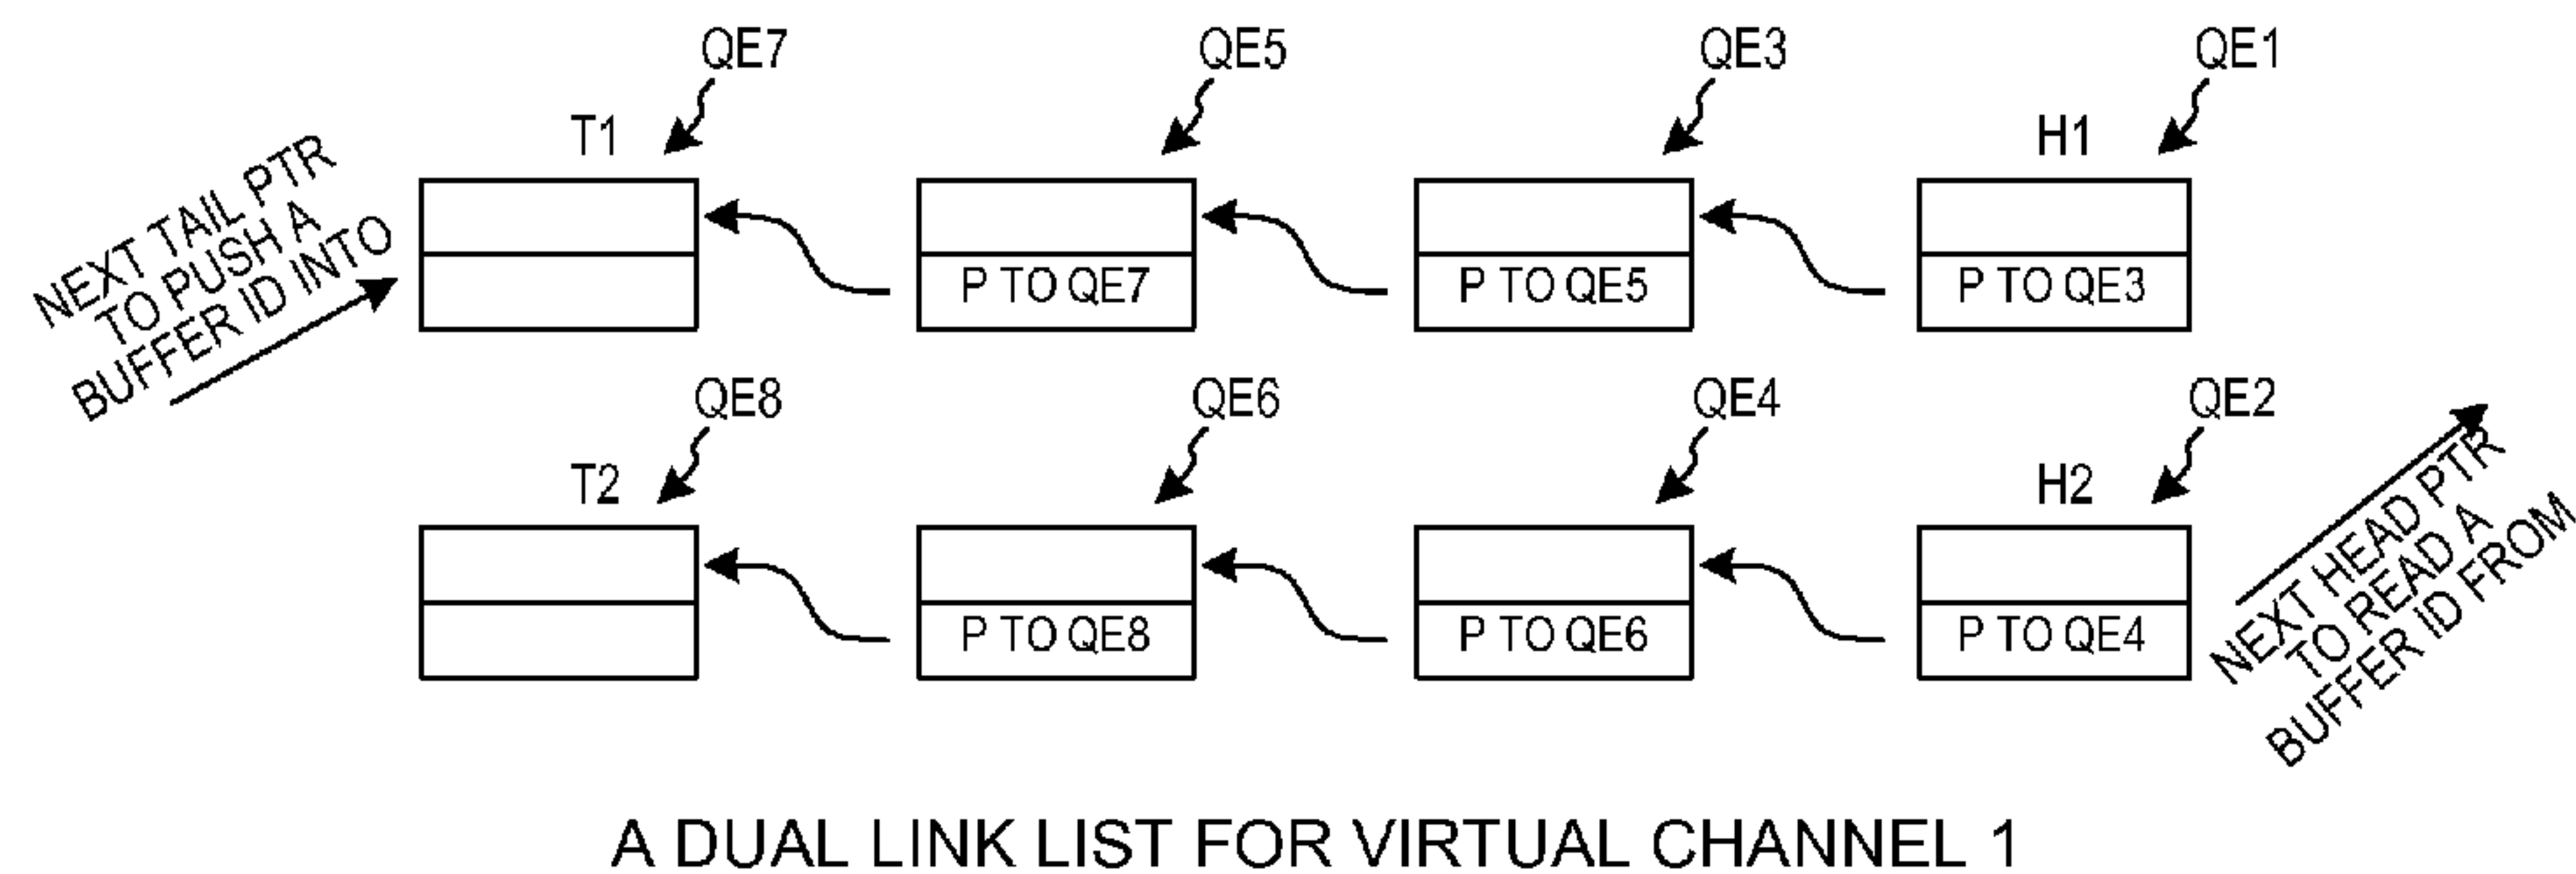 QE7 QE5 QE3 QE1
T1 H1
NEXT TAIL PTR
TO PUSH A
BUFFER ID INTO
P TO QE7 P TO QE5 P TO QE3
QE8 QE6 QE4 QE2
T2 H2
P TO QE8 P TO QE6 P TO QE4
NEXT HEAD PTR
TO READ A
BUFFER ID FROM
A DUAL LINK LIST FOR VIRTUAL CHANNEL 1